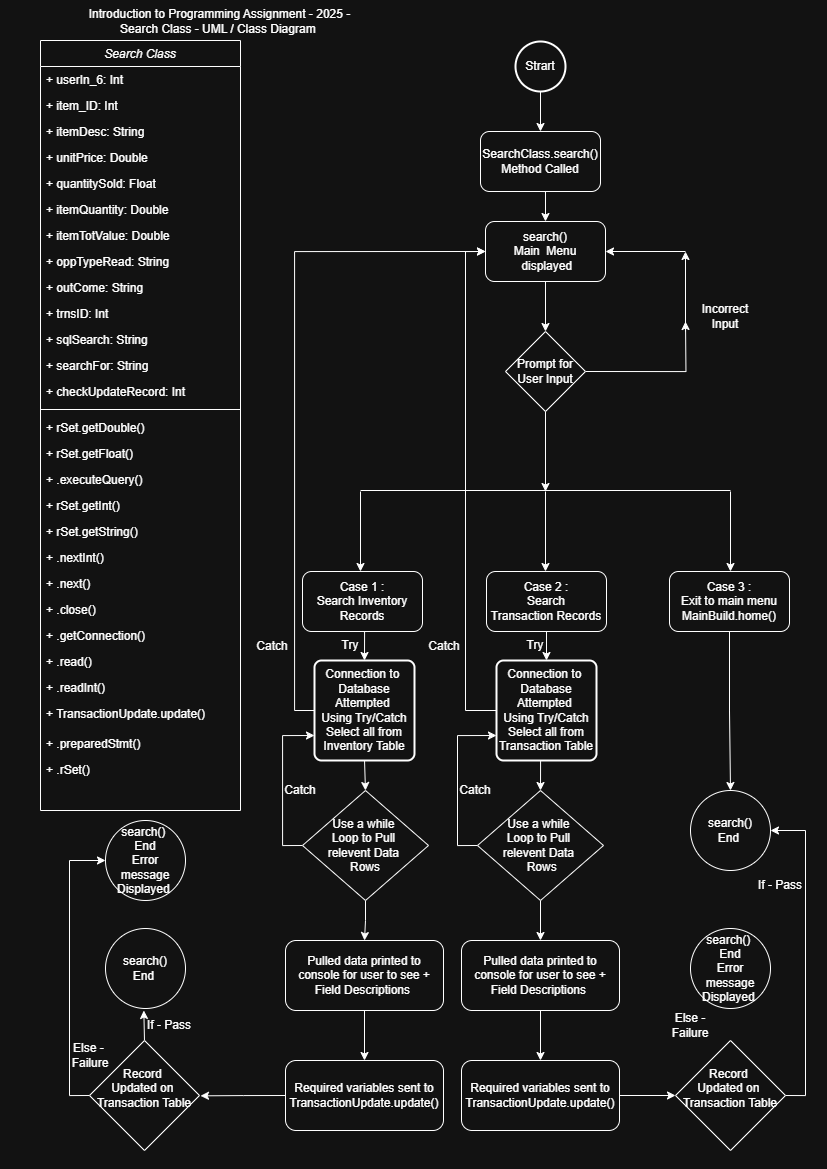 Introduction to Programming Assignment - 2025 -
Search Class - UML / Class Diagram
Search Class
+ userIn_6: Int
+ item_ID: Int
+ itemDesc: String
+ unitPrice: Double
+ quantitySold: Float
+ itemQuantity: Double
+ itemTotValue: Double
+ oppTypeRead: String
+ outCome: String
+ trnsID: Int
+ sqlSearch: String
+ searchFor: String
+ checkUpdateRecord: Int
+ rSet.getDouble()
+ rSet.getFloat()
+ .executeQuery()
+ rSet.getInt()
+ rSet.getString()
+ .nextInt()
+ .next()
+ .close()
+ .getConnection()
+ .read()
+ .readInt()
+ TransactionUpdate.update()
+ .preparedStmt()
+ .rSet()
Strart
SearchClass.search()
Method Called
search()
Main Menu
displayed
Incorrect
Input
Prompt for
User Input
Case 1 :
Search Inventory
Records
Case 2 :
Search
Transaction Records
Case 3 :
Exit to main menu
MainBuild.home()
Catch
Try
Catch
Try
Connection to
Database
Attempted
Using Try/Catch
Select all from
Inventory Table
Connection to
Database
Attempted
Using Try/Catch
Select all from
Transaction Table
Catch
Catch
Use a while
Loop to Pull
relevent Data
Rows
Use a while
Loop to Pull
relevent Data
Rows
search()
End
If - Pass
search()
End
Error
message
Displayed
Pulled data printed to
console for user to see +
Field Descriptions
Pulled data printed to
console for user to see +
Field Descriptions
search()
End
search()
End
Error
message
Displayed
If - Pass
Else -
Failure
Else -
Failure
Record
Updated on
Transaction Table
Required variables sent to
TransactionUpdate.update()
Required variables sent to
TransactionUpdate.update()
Record
Updated on
Transaction Table